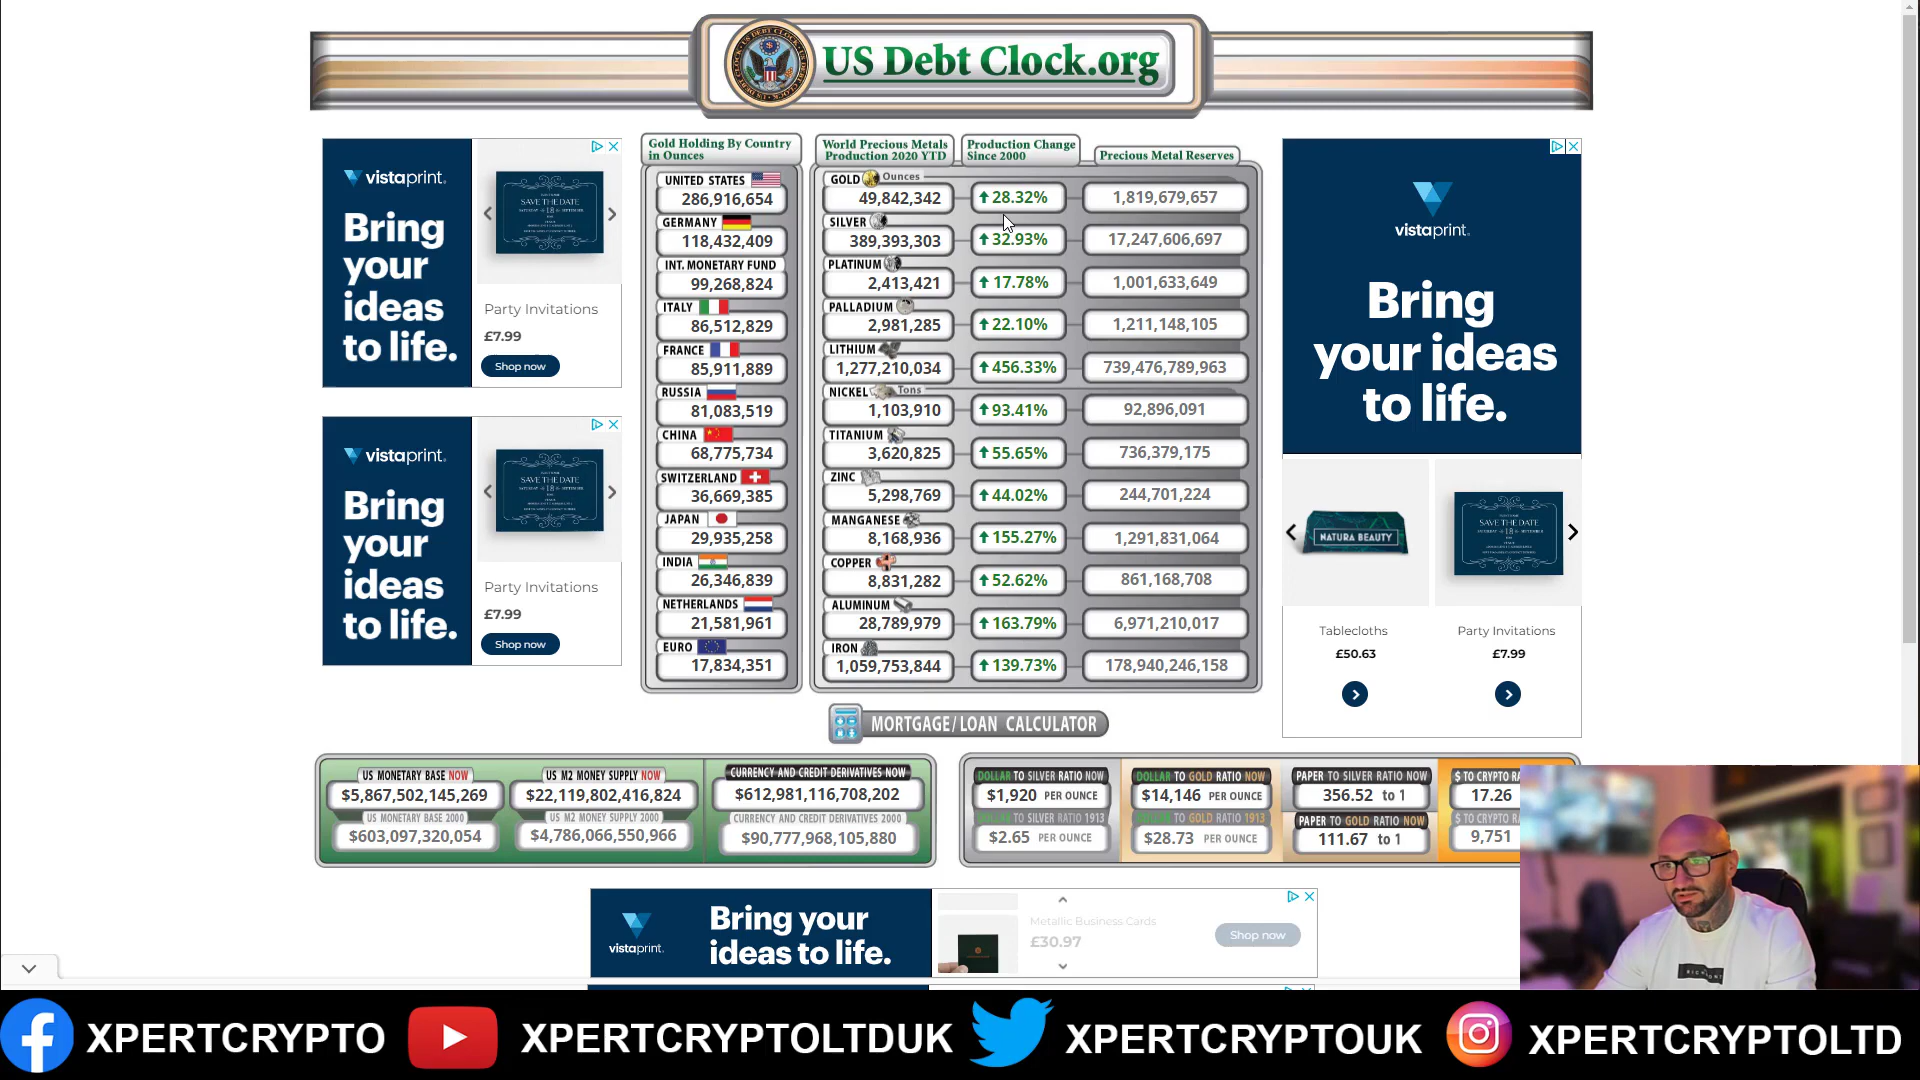 US Debt Clock.org
vistaprint.
Bring
your
ideas
to life.
SAVE THE DATE
Party Invitations
£7.99
Shop now
vistaprint.
Bring
your
ideas
to life.
SAVE THE DATE
Party Invitations
£7.99
Shop now
Gold Holding By Country
in Ounces
UNITED STATES
286,916,654
GERMANY
118,432,409
INT. MONETARY FUND
99,268,824
ITALY
86,512,829
FRANCE
85,911,889
RUSSIA
81,083,519
CHINA
68,775,734
SWITZERLAND
36,669,385
JAPAN
29,935,258
INDIA
26,346,839
NETHERLANDS
21,581,961
EURO
17,834,351
World Precious Metals
Production 2020 YTD
Production Change
Since 2000
Precious Metal Reserves
GOLD Ounces
49,842,342 28.32% 1,819,679,657
SILVER
389,393,303 32.93% 17,247,606,697
PLATINUM
2,413,421 17.78% 1,001,633,649
PALLADIUM
2,981,285 22.10% 1,211,148,105
LITHIUM
1,277,210,034 456.33% 739,476,789,963
NICKEL Tons
1,103,910 93.41% 92,896,091
TITANIUM
3,620,825 55.65% 736,379,175
ZINC
5,298,769 44.02% 244,701,224
MANGANESE
8,168,936 155.27% 1,291,831,064
COPPER
8,831,282 52.62% 861,168,708
ALUMINUM
28,789,979 163.79% 6,971,210,017
IRON
1,059,753,844 139.73% 178,940,246,158
vistaprint.
Bring
your ideas
to life.
NATURA BEAUTY
SAVE THE DATE
Tablecloths
£50.63
Party Invitations
£7.99
MORTGAGE/LOAN CALCULATOR
US MONETARY BASE NOW
$5,867,502,145,269
US MONETARY BASE 2000
$603,097,320,054
US M2 MONEY SUPPLY NOW
$22,119,802,416,824
US M2 MONEY SUPPLY 2000
$4,786,066,550,966
CURRENCY AND CREDIT DERIVATIVES NOW
$612,981,116,708,202
CURRENCY AND CREDIT DERIVATIVES 2000
$90,777,968,105,880
DOLLAR TO SILVER RATIO NOW
$1,920 PER OUNCE
DOLLAR TO SILVER RATIO 1913
$2.65 PER OUNCE
DOLLAR TO GOLD RATIO NOW
$14,146 PER OUNCE
DOLLAR TO GOLD RATIO 1913
$28.73 PER OUNCE
PAPER TO SILVER RATIO NOW
356.52 to 1
PAPER TO GOLD RATIO NOW
111.67 to 1
$ TO CRYPTO RA
17.26
$ TO CRYPTO
9,751
vistaprint.
Bring your
ideas to life.
Metallic Business Cards
£30.97
Shop now
XPERTCRYPTO
XPERTCRYPTOLTDUK
XPERTCRYPTOUK
XPERTCRYPTOLTD